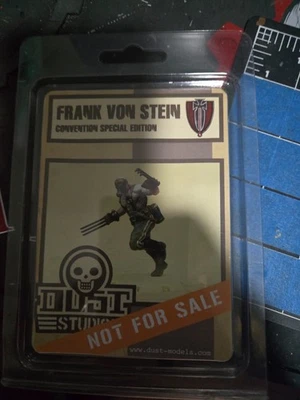 FRANK VON STEIN
CONVENTION SPECIAL EDITION
DUST
STUDIO
NOT FOR SALE
www.dust-models.com